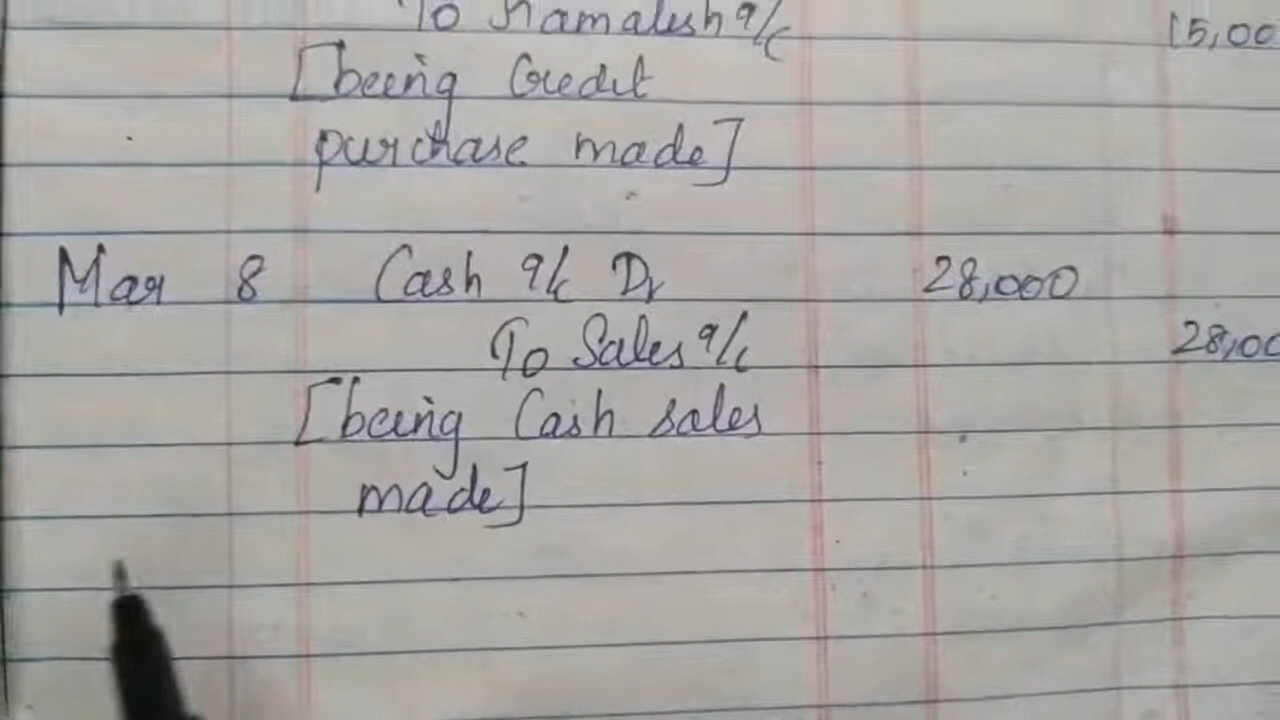 To Kamalesh a/c 15,00
[being Credit
purchase made]
Mar 8 Cash a/c Dr 28,000
To Sales a/c 28,00
[being Cash sales
made]